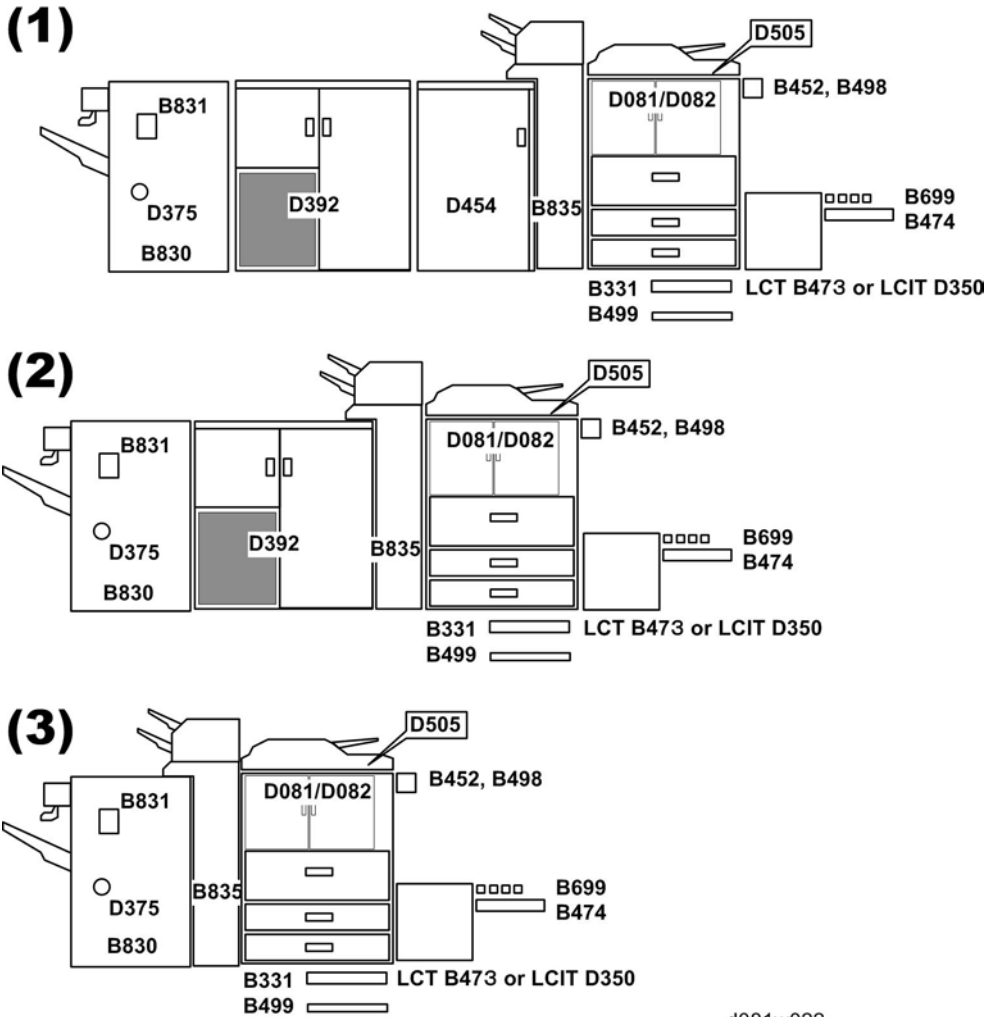 (1)
D505
B831
D081/D082
B452, B498
D375
D392
D454
B835
B699
B474
B830
B331
LCT B473 or LCIT D350
B499
(2)
D505
B831
D081/D082
B452, B498
D375
D392
B835
B699
B474
B830
B331
LCT B473 or LCIT D350
B499
(3)
D505
B831
D081/D082
B452, B498
D375
B835
B699
B474
B830
B331
LCT B473 or LCIT D350
B499